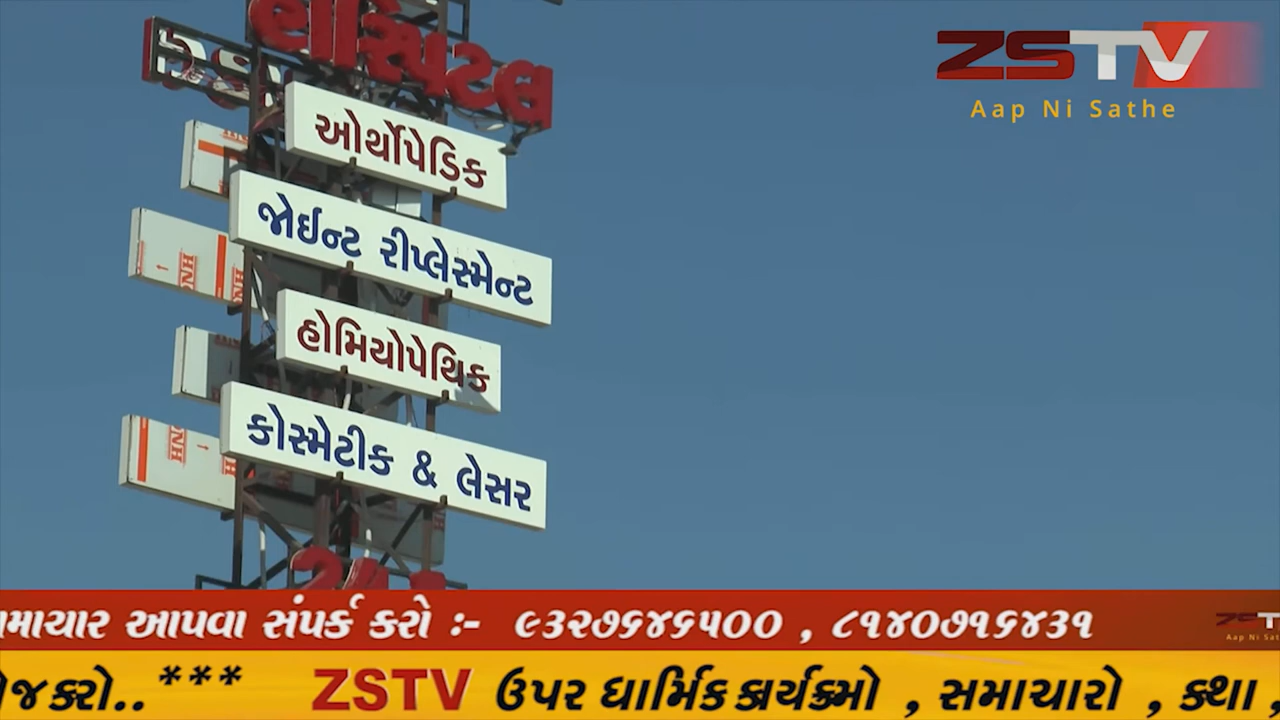 ZSTV
Aap Ni Sathe
હોસ્પિટલ
ઓર્થોપેડિક
જોઈન્ટ રીપ્લેસમેન્ટ
હોમિયોપેથિક
કોસ્મેટીક & લેસર
આપવા સંપર્ક કરો :- ૯૩૨૭૬૪૬૫૦૦ , ૮૧૪૦૭૧૬૪૩૧
*** ZSTV ઉપર ધાર્મિક કાર્યક્રમો , સમાચારો , કથા ,